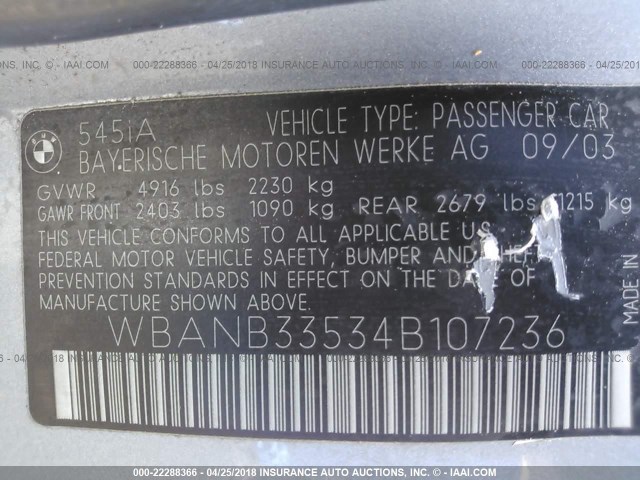 000-22288366 - 04/25/2018 INSURANCE AUTO AUCTIONS, INC. - © - IAAI.COM
545iA VEHICLE TYPE: PASSENGER CAR
BAYERISCHE MOTOREN WERKE AG 09/03
GVWR 4916 lbs 2230 kg
GAWR FRONT 2403 lbs 1090 kg REAR 2679 lbs 1215 kg
THIS VEHICLE CONFORMS TO ALL APPLICABLE U.S.
FEDERAL MOTOR VEHICLE SAFETY, BUMPER AND THEFT
PREVENTION STANDARDS IN EFFECT ON THE DATE OF
MANUFACTURE SHOWN ABOVE.
MADE IN
WBANB33534B107236
000-22288366 - 04/25/2018 INSURANCE AUTO AUCTIONS, INC. - © - IAAI.COM